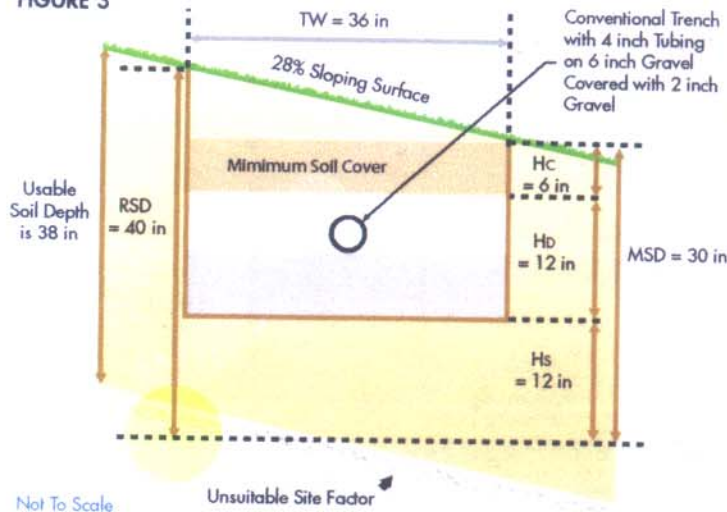 FIGURE 3
TW = 36 in
Conventional Trench
with 4 inch Tubing
on 6 inch Gravel
Covered with 2 inch
Gravel
28% Sloping Surface
Mimimum Soil Cover
Hc
= 6 in
Usable
Soil Depth
is 38 in
RSD
= 40 in
HD
= 12 in
MSD = 30 in
Hs
= 12 in
Not To Scale
Unsuitable Site Factor